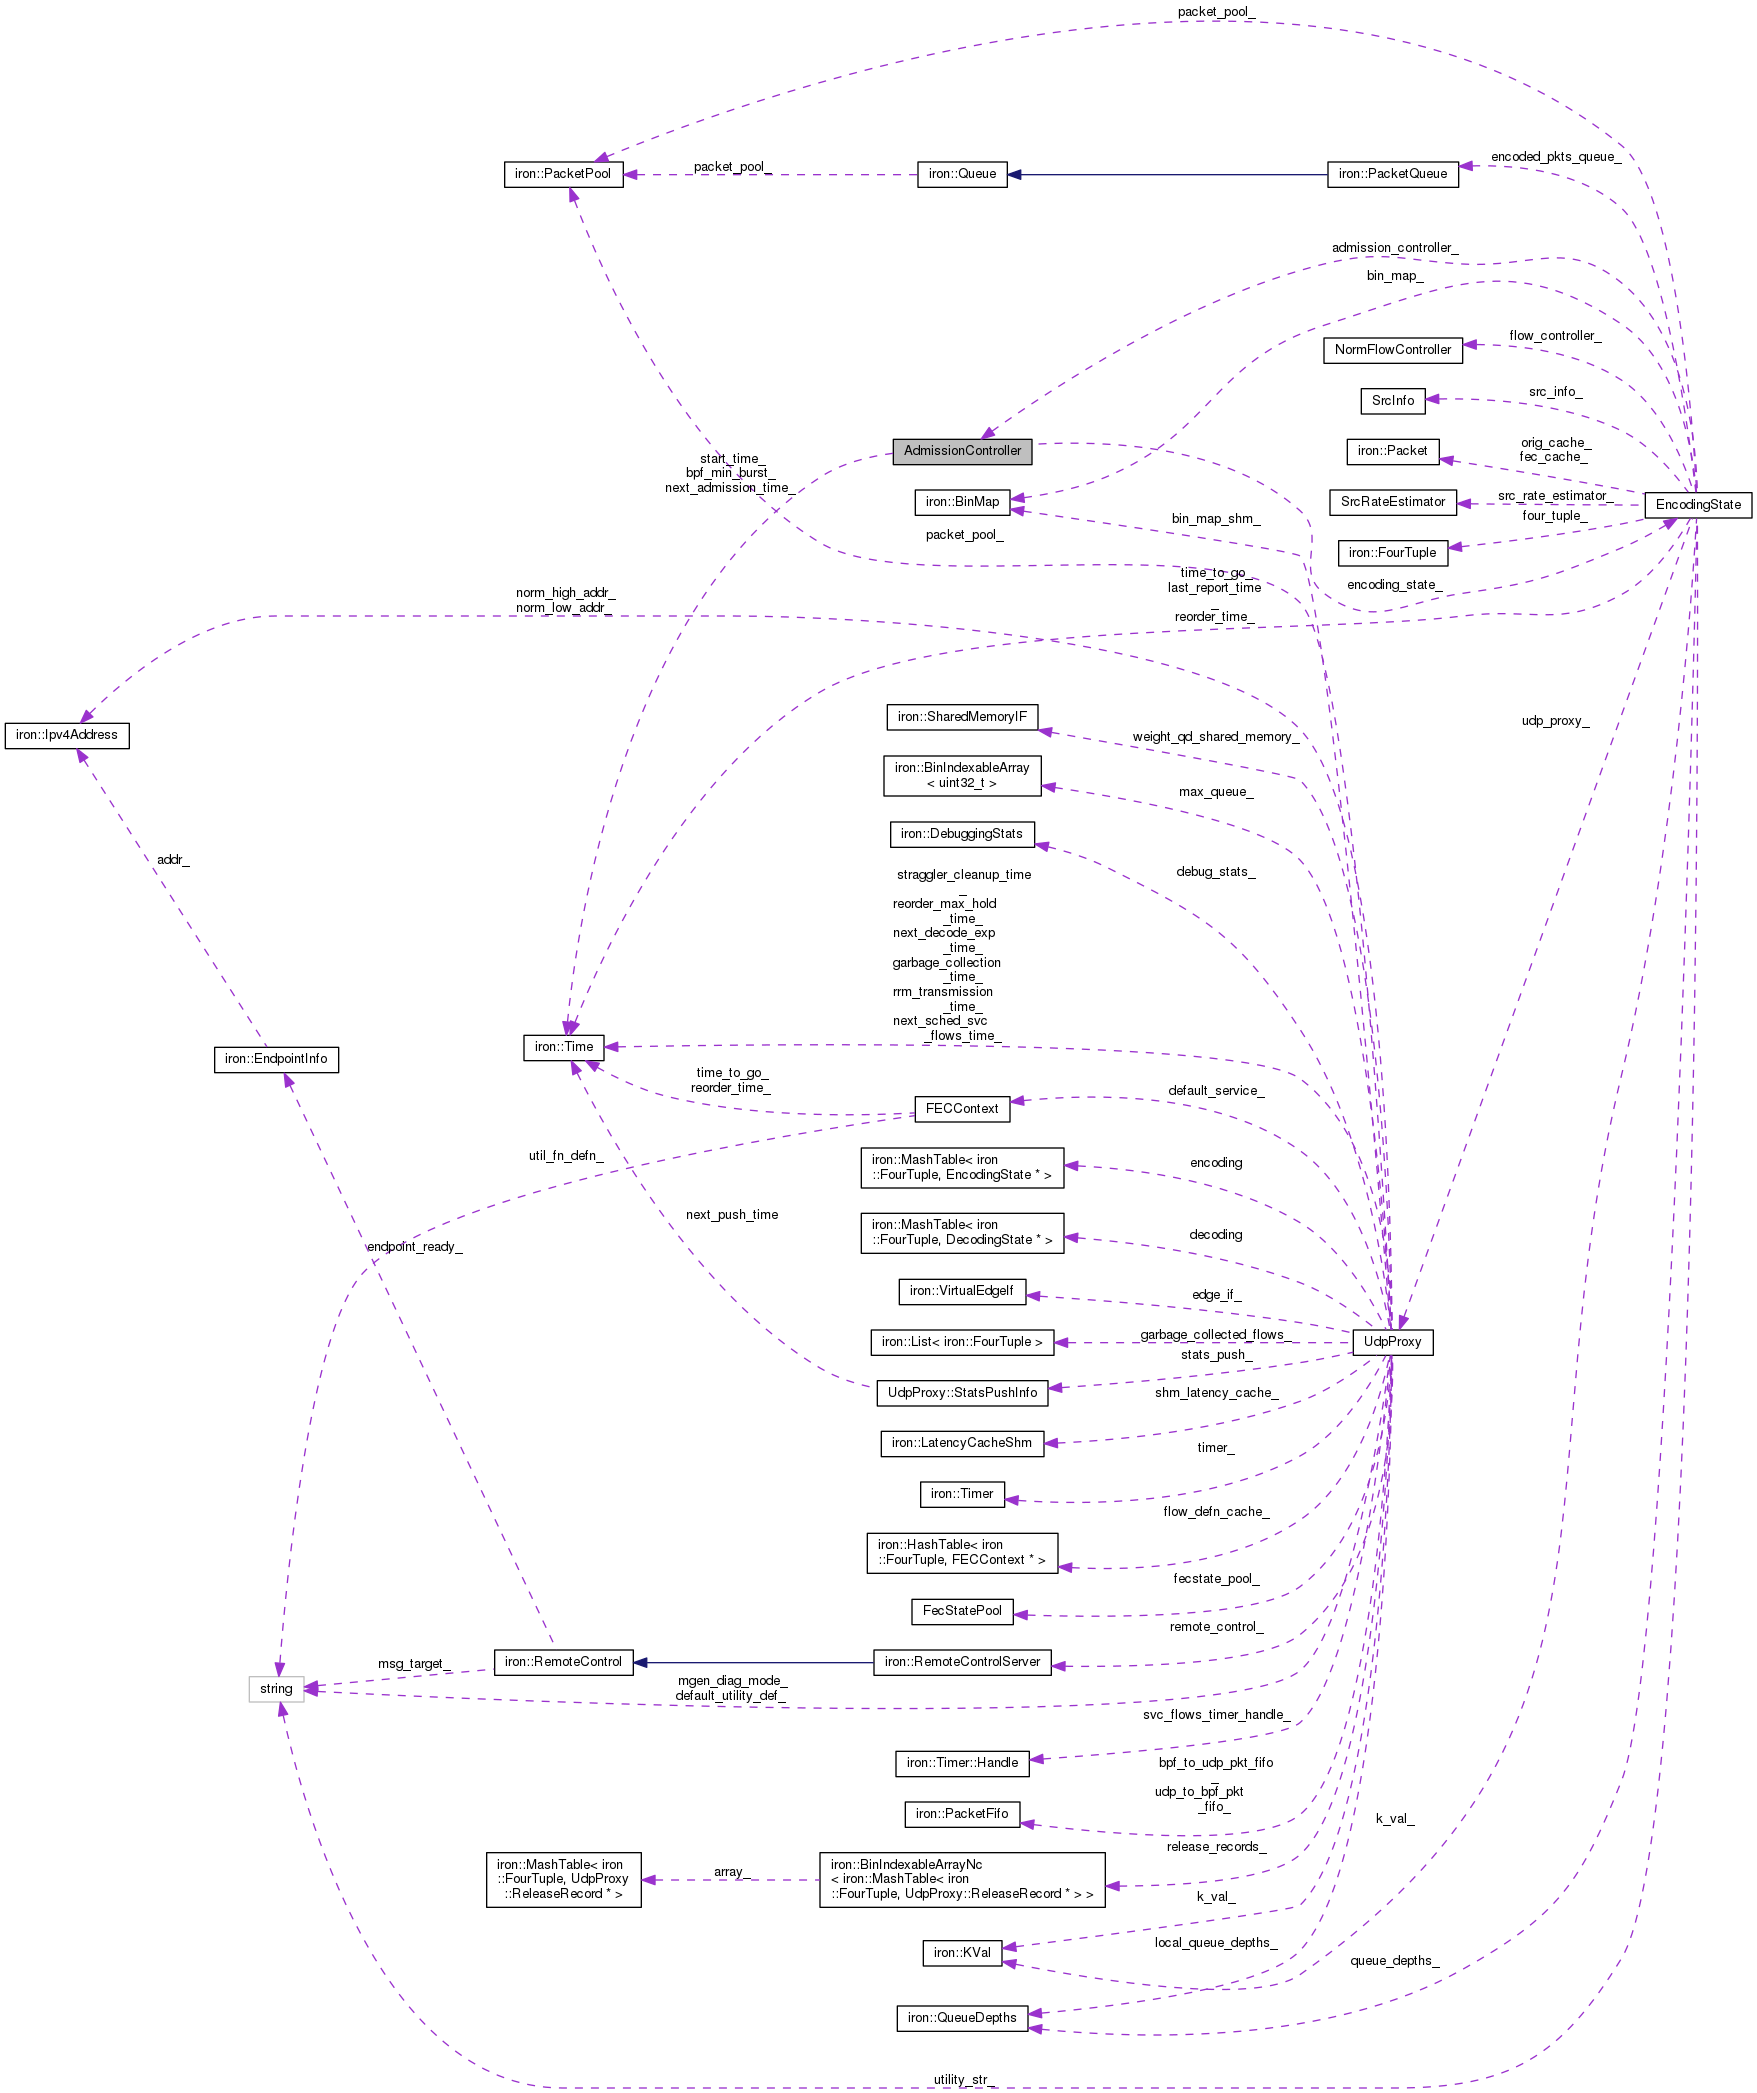 packet_pool_
encoded_pkts_queue_
packet_pool_
iron::PacketPool
iron::Queue
iron::PacketQueue
admission_controller_
bin_map_
flow_controller_
NormFlowController
src_info_
SrcInfo
orig_cache_
fec_cache_
AdmissionController
iron::Packet
start_time_
bpf_min_burst_
next_admission_time_
src_rate_estimator_
iron::BinMap
SrcRateEstimator
EncodingState
four_tuple_
bin_map_shm_
packet_pool_
iron::FourTuple
time_to_go_
last_report_time
_
reorder_time_
encoding_state_
norm_high_addr_
norm_low_addr_
iron::SharedMemoryIF
udp_proxy_
iron::Ipv4Address
weight_qd_shared_memory_
iron::BinIndexableArray
< uint32_t >
max_queue_
iron::DebuggingStats
addr_
debug_stats_
straggler_cleanup_time
_
reorder_max_hold
_time_
next_decode_exp
_time_
garbage_collection
_time_
rrm_transmission
_time_
next_sched_svc
_flows_time_
iron::Time
iron::EndpointInfo
time_to_go_
reorder_time_
default_service_
FECContext
util_fn_defn_
iron::MashTable< iron
::FourTuple, EncodingState * >
encoding
next_push_time
iron::MashTable< iron
::FourTuple, DecodingState * >
decoding
endpoint_ready_
iron::VirtualEdgeIf
edge_if_
iron::List< iron::FourTuple >
garbage_collected_flows_
UdpProxy
stats_push_
UdpProxy::StatsPushInfo
shm_latency_cache_
iron::LatencyCacheShm
timer_
iron::Timer
flow_defn_cache_
iron::HashTable< iron
::FourTuple, FECContext * >
fecstate_pool_
FecStatePool
remote_control_
iron::RemoteControl
iron::RemoteControlServer
msg_target_
string
mgen_diag_mode_
default_utility_def_
svc_flows_timer_handle_
iron::Timer::Handle
bpf_to_udp_pkt_fifo
_
udp_to_bpf_pkt
_fifo_
iron::PacketFifo
k_val_
release_records_
iron::MashTable< iron
::FourTuple, UdpProxy
::ReleaseRecord * >
array_
iron::BinIndexableArrayNc
< iron::MashTable< iron
::FourTuple, UdpProxy::ReleaseRecord * > >
k_val_
iron::KVal
local_queue_depths_
queue_depths_
iron::QueueDepths
utility_str_